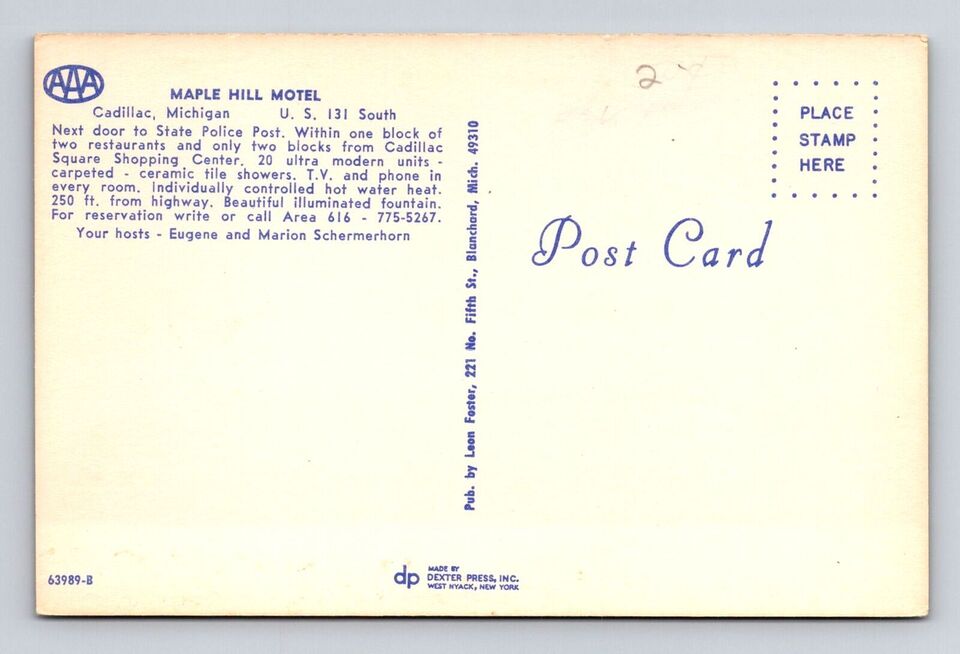 AAA
MAPLE HILL MOTEL
Cadillac, Michigan U. S. 131 South
Next door to State Police Post. Within one block of
two restaurants and only two blocks from Cadillac
Square Shopping Center. 20 ultra modern units -
carpeted - ceramic tile showers. T.V. and phone in
every room. Individually controlled hot water heat.
250 ft. from highway. Beautiful illuminated fountain.
For reservation write or call Area 616 - 775-5267.
Your hosts - Eugene and Marion Schermerhorn
Pub. by Leon Foster, 221 No. Fifth St., Blanchard, Mich. 49310
2
PLACE
STAMP
HERE
Post Card
63989-B
dp
MADE BY
DEXTER PRESS, INC.
WEST NYACK, NEW YORK